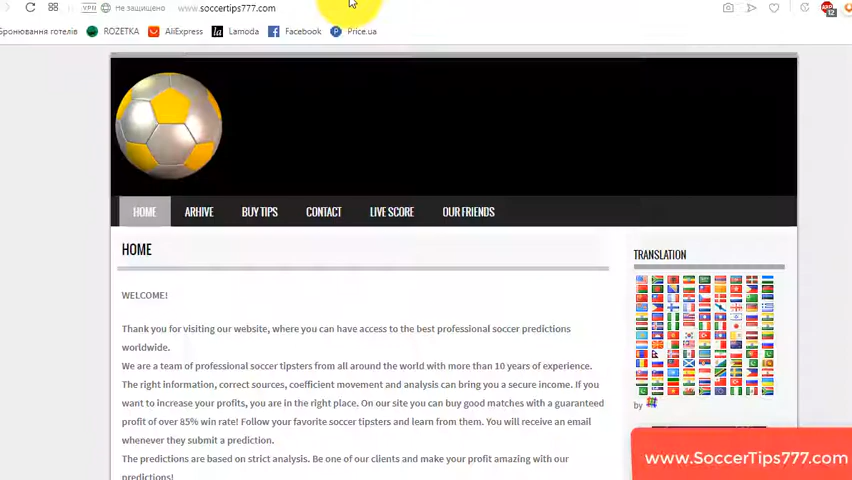 VPN Не защищено www.soccertips777.com
Бронювання готелів ROZETKA AliExpress la Lamoda Facebook Price.ua
HOME ARHIVE BUY TIPS CONTACT LIVE SCORE OUR FRIENDS
HOME
WELCOME!
Thank you for visiting our website, where you can have access to the best professional soccer predictions
worldwide.
We are a team of professional soccer tipsters from all around the world with more than 10 years of experience.
The right information, correct sources, coefficient movement and analysis can bring you a secure income. If you
want to increase your profits, you are in the right place. On our site you can buy good matches with a guaranteed
profit of over 85% win rate! Follow your favorite soccer tipsters and learn from them. You will receive an email
whenever they submit a prediction.
The predictions are based on strict analysis. Be one of our clients and make your profit amazing with our
predictions!
TRANSLATION
by
www.SoccerTips777.com